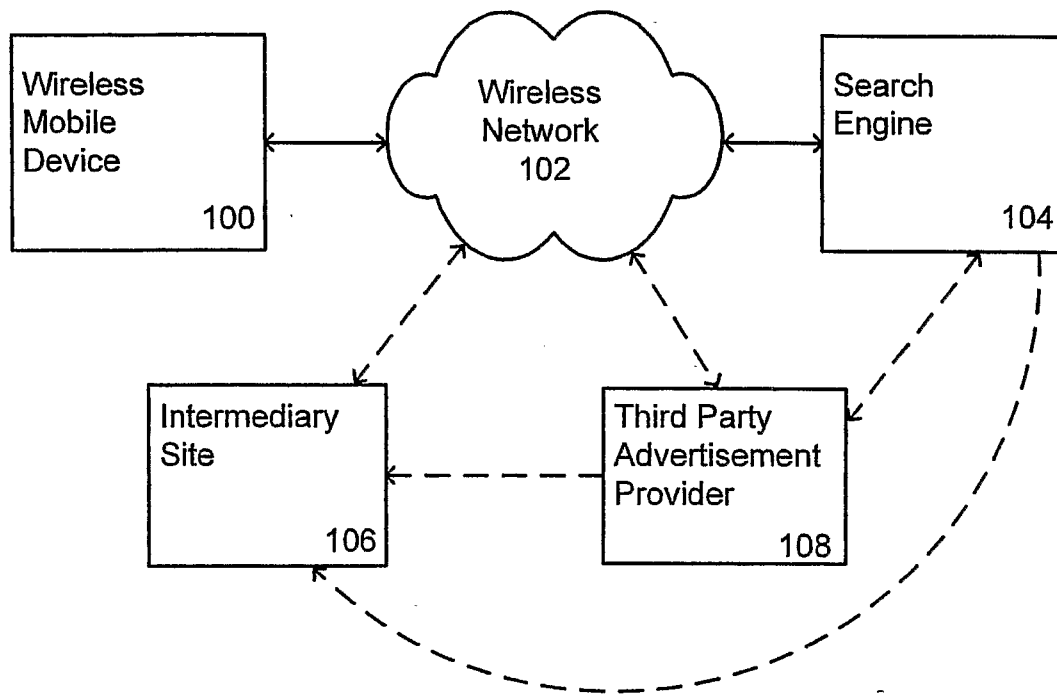 Wireless
Mobile
Device
100
Wireless
Network
102
Search
Engine
104
Intermediary
Site
106
Third Party
Advertisement
Provider
108